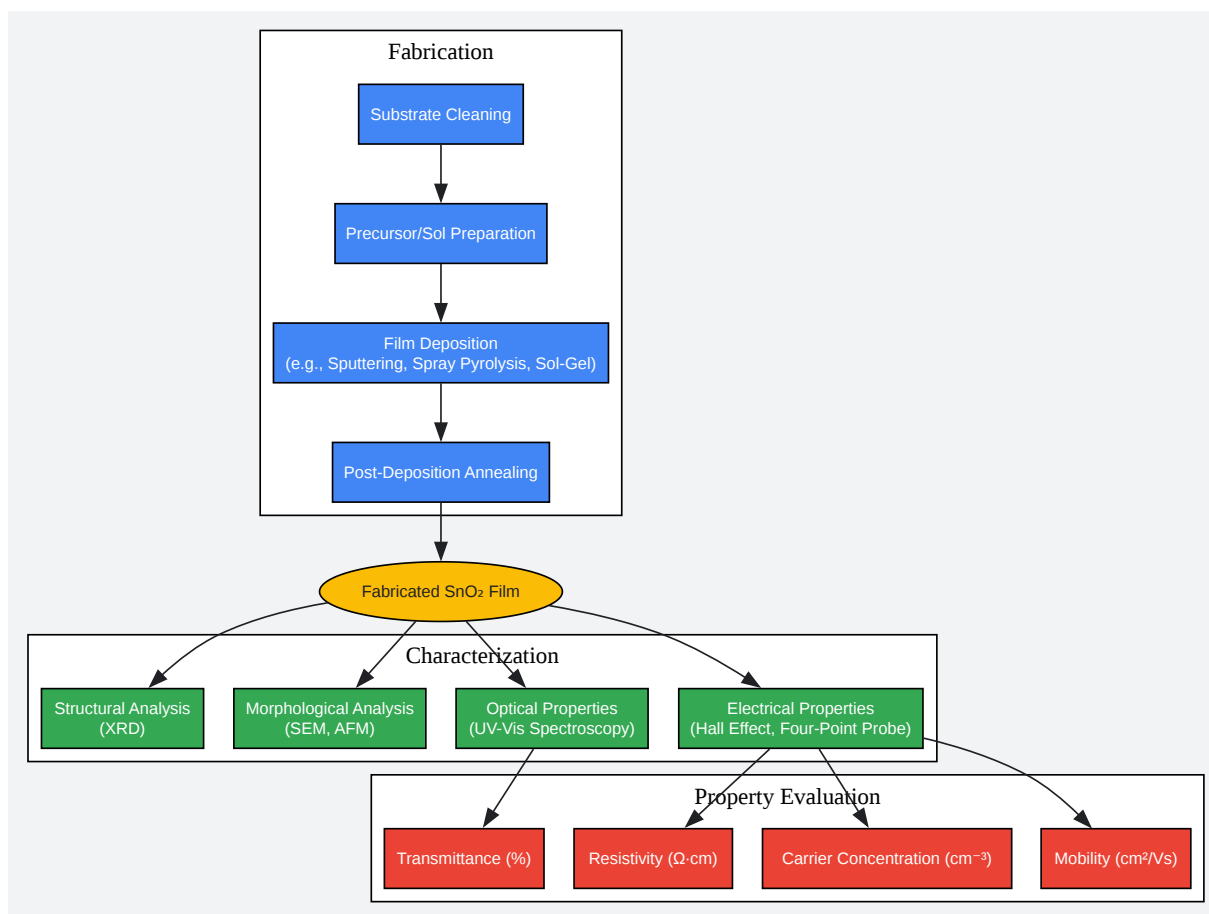 Fabrication
Substrate Cleaning
Precursor/Sol Preparation
Film Deposition
(e.g., Sputtering, Spray Pyrolysis, Sol-Gel)
Post-Deposition Annealing
Fabricated SnO₂ Film
Characterization
Structural Analysis
(XRD)
Morphological Analysis
(SEM, AFM)
Optical Properties
(UV-Vis Spectroscopy)
Electrical Properties
(Hall Effect, Four-Point Probe)
Property Evaluation
Transmittance (%)
Resistivity (Ω·cm)
Carrier Concentration (cm⁻³)
Mobility (cm²/Vs)